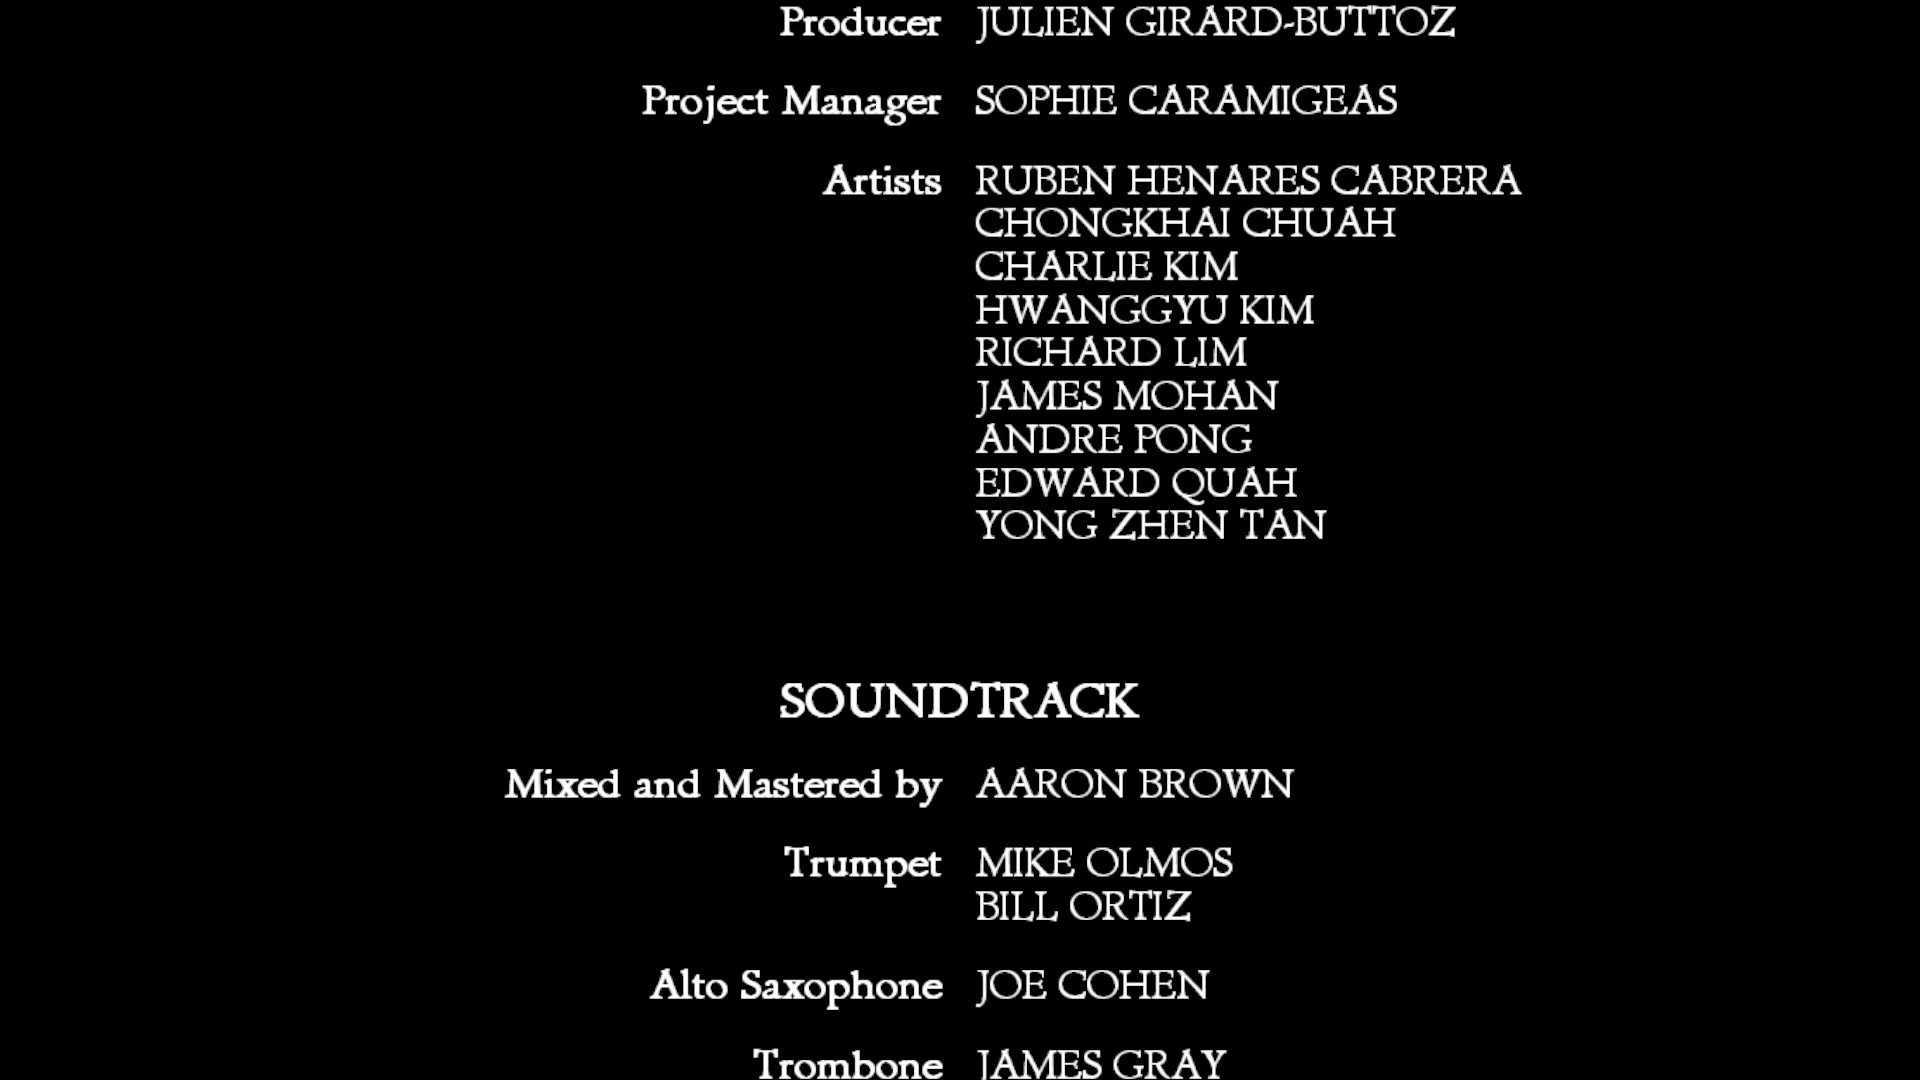 Producer JULIEN GIRARD-BUTTOZ
Project Manager SOPHIE CARAMIGEAS
Artists RUBEN HENARES CABRERA
CHONGKHAI CHUAH
CHARLIE KIM
HWANGGYU KIM
RICHARD LIM
JAMES MOHAN
ANDRE PONG
EDWARD QUAH
YONG ZHEN TAN
SOUNDTRACK
Mixed and Mastered by AARON BROWN
Trumpet MIKE OLMOS
BILL ORTIZ
Alto Saxophone JOE COHEN
Trombone JAMES GRAY